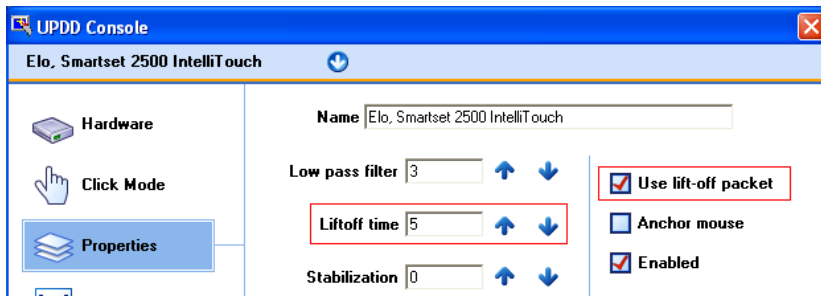 UPDD Console
Elo, Smartset 2500 IntelliTouch
Hardware
Click Mode
Properties
Name Elo, Smartset 2500 IntelliTouch
Low pass filter 3
Liftoff time 5
Stabilization 0
Use lift-off packet
Anchor mouse
Enabled